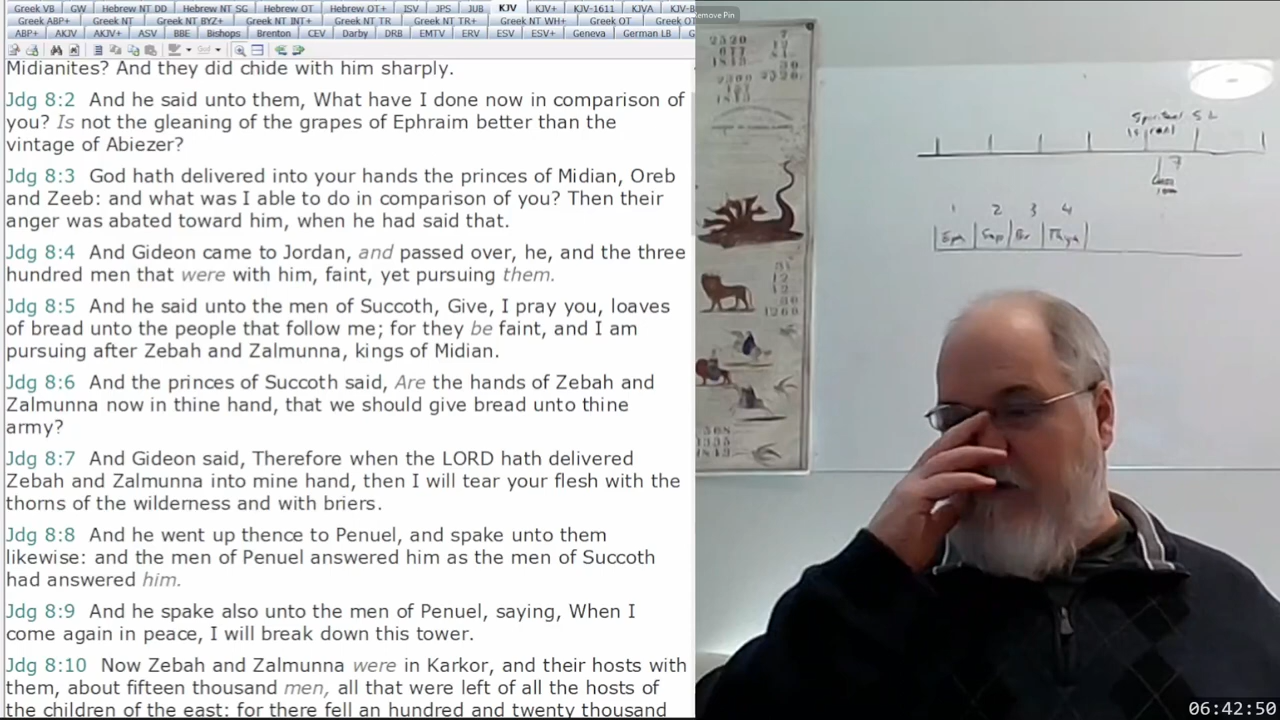 Greek VB GW Hebrew NT DD Hebrew NT SG Hebrew OT Hebrew OT+ ISV JPS JUB KJV KJV+ KJV-1611 KJVA
Greek ABP+ Greek NT Greek NT BYZ+ Greek NT INT+ Greek NT TR Greek NT TR+ Greek NT WH+ Greek OT
ABP+ AKJV AKJV+ ASV BBE Bishops Brenton CEV Darby DRB EMTV ERV ESV ESV+ Geneva German LB
Remove Pin
Midianites? And they did chide with him sharply.
Jdg 8:2 And he said unto them, What have I done now in comparison of
you? Is not the gleaning of the grapes of Ephraim better than the
vintage of Abiezer?
Jdg 8:3 God hath delivered into your hands the princes of Midian, Oreb
and Zeeb: and what was I able to do in comparison of you? Then their
anger was abated toward him, when he had said that.
Jdg 8:4 And Gideon came to Jordan, and passed over, he, and the three
hundred men that were with him, faint, yet pursuing them.
Jdg 8:5 And he said unto the men of Succoth, Give, I pray you, loaves
of bread unto the people that follow me; for they be faint, and I am
pursuing after Zebah and Zalmunna, kings of Midian.
Jdg 8:6 And the princes of Succoth said, Are the hands of Zebah and
Zalmunna now in thine hand, that we should give bread unto thine
army?
Jdg 8:7 And Gideon said, Therefore when the LORD hath delivered
Zebah and Zalmunna into mine hand, then I will tear your flesh with the
thorns of the wilderness and with briers.
Jdg 8:8 And he went up thence to Penuel, and spake unto them
likewise: and the men of Penuel answered him as the men of Succoth
had answered him.
Jdg 8:9 And he spake also unto the men of Penuel, saying, When I
come again in peace, I will break down this tower.
Jdg 8:10 Now Zebah and Zalmunna were in Karkor, and their hosts with
them, about fifteen thousand men, all that were left of all the hosts of
the children of the east: for there fell an hundred and twenty thousand
2520
677
1843
1260
508
1335
1843
Spiritual
7
1 2 3 4
Eph
Thya
06:42:50